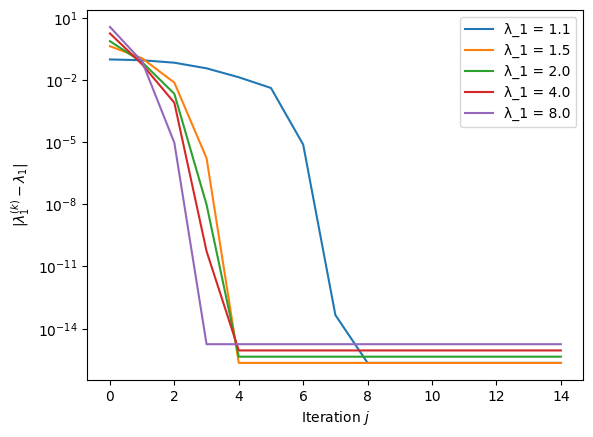 10^1
10^-2
10^-5
10^-8
10^-11
10^-14
|λ_1^(k) − λ_1|
0 2 4 6 8 10 12 14
Iteration j
λ_1 = 1.1
λ_1 = 1.5
λ_1 = 2.0
λ_1 = 4.0
λ_1 = 8.0